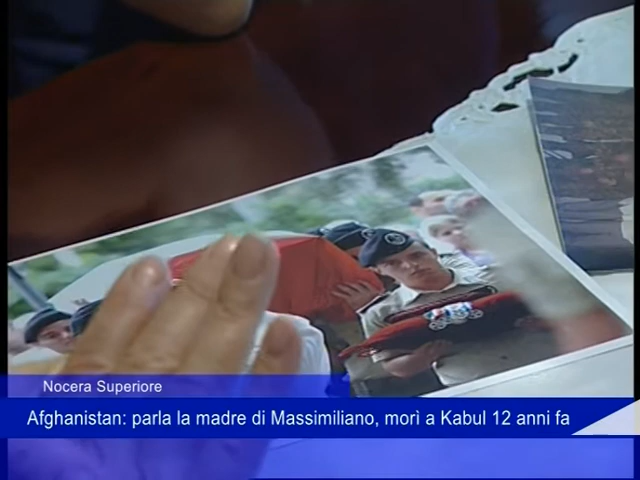 Nocera Superiore
Afghanistan: parla la madre di Massimiliano, morì a Kabul 12 anni fa